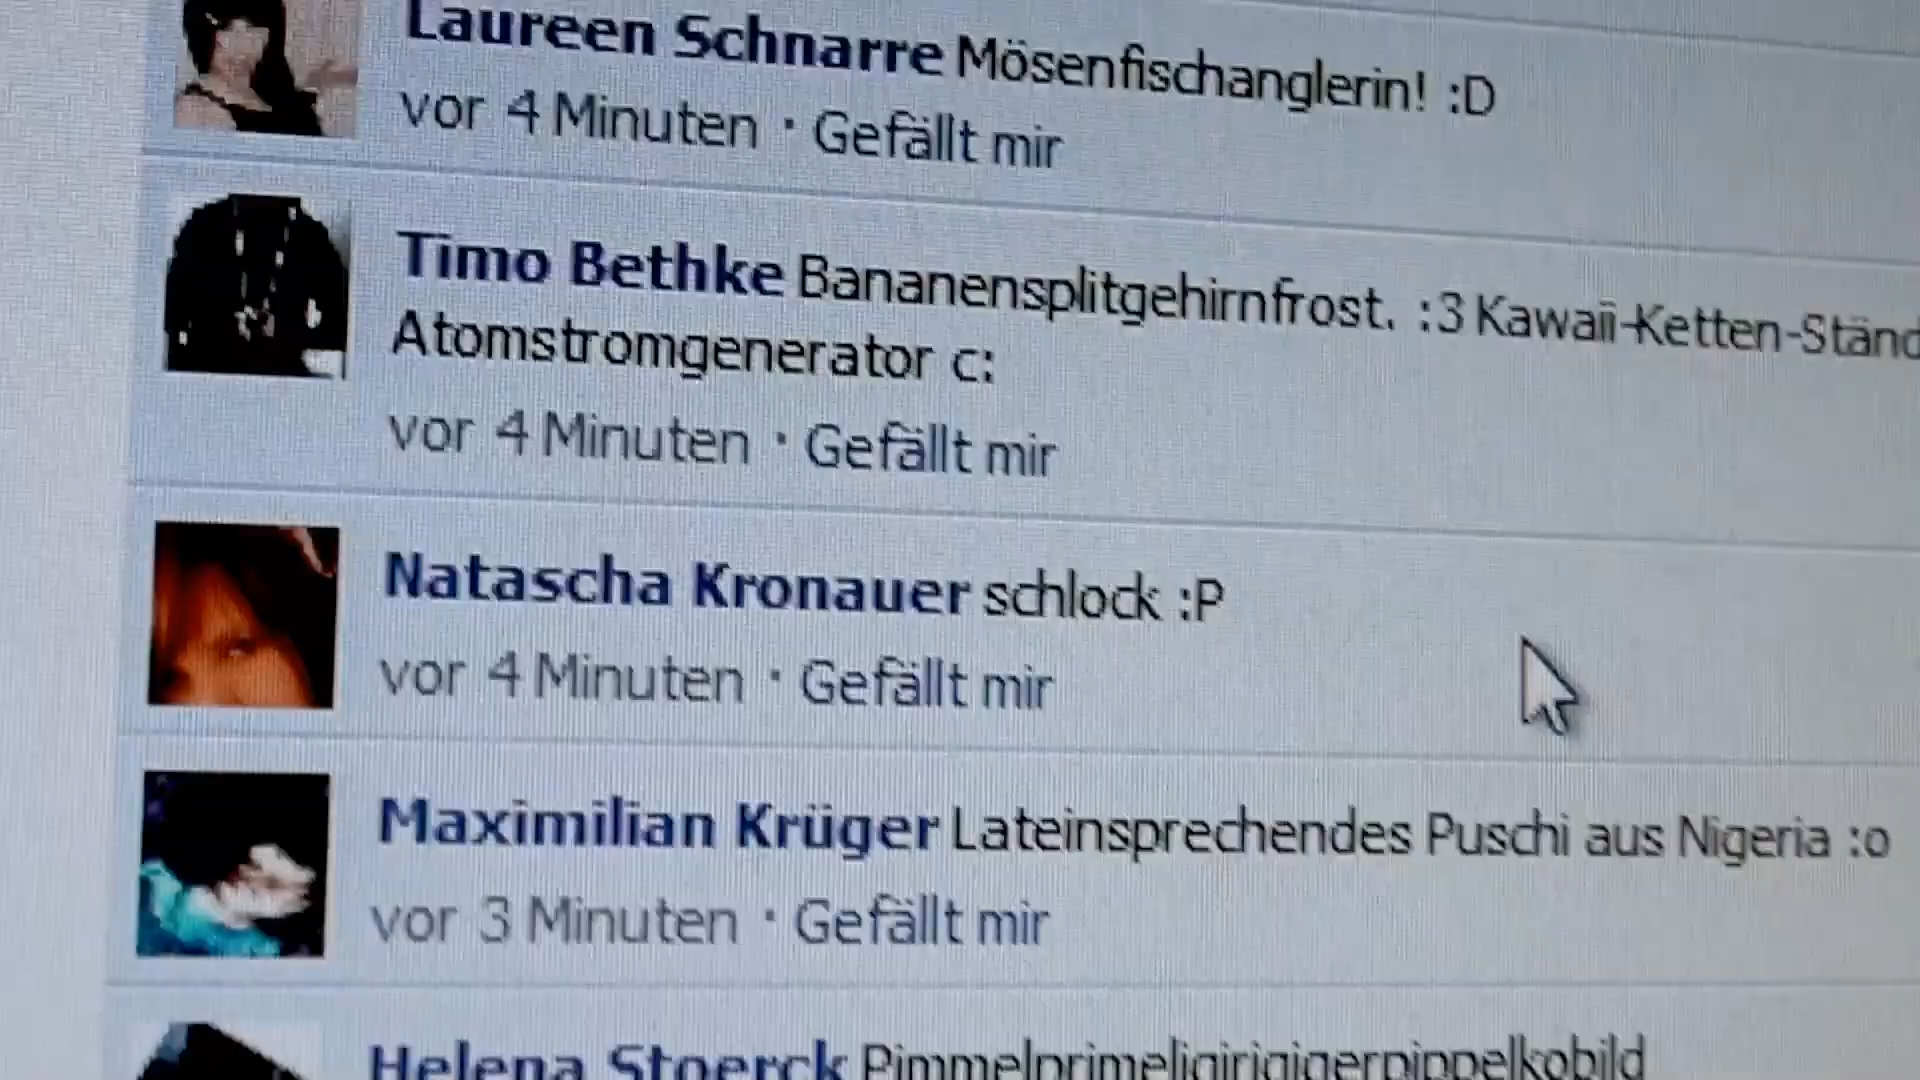 Laureen Schnarre Mösenfischanglerin! :D
vor 4 Minuten · Gefällt mir
Timo Bethke Bananensplitgehirnfrost. :3 Kawaii-Ketten-Ständ
Atomstromgenerator c:
vor 4 Minuten · Gefällt mir
Natascha Kronauer schlock :P
vor 4 Minuten · Gefällt mir
Maximilian Krüger Lateinsprechendes Puschi aus Nigeria :o
vor 3 Minuten · Gefällt mir
Helena Stoerck